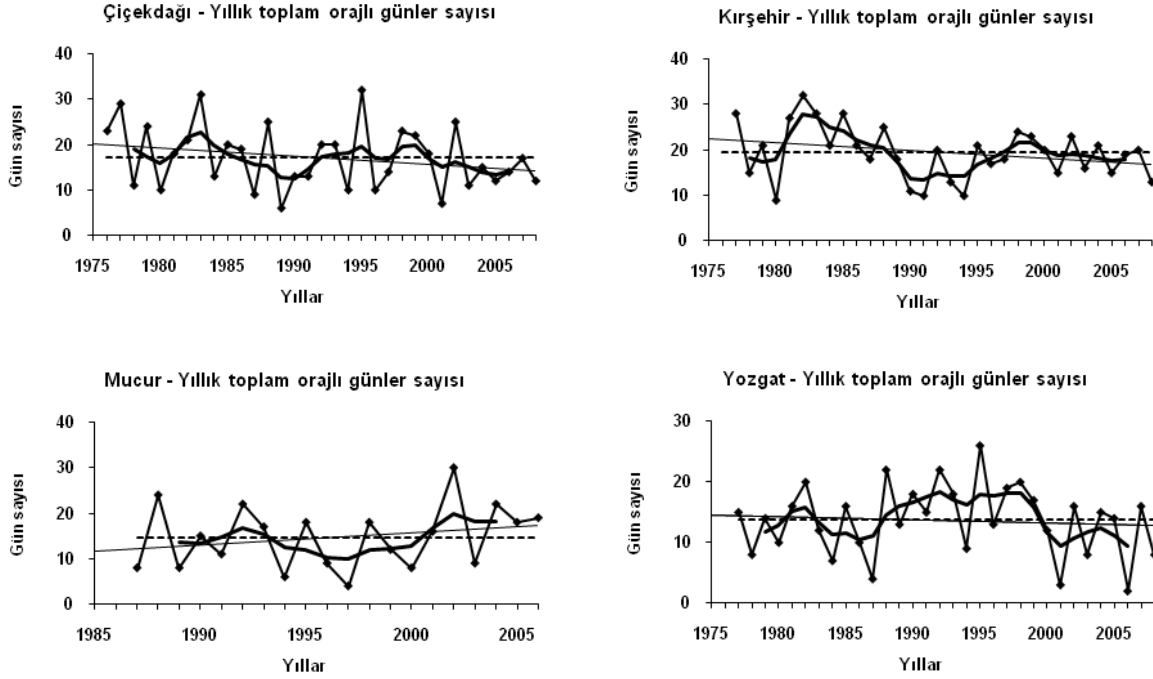 Çiçekdağı - Yıllık toplam orajlı günler sayısı
Gün sayısı
40
30
20
10
0
1975 1980 1985 1990 1995 2000 2005
Yıllar
Kırşehir - Yıllık toplam orajlı günler sayısı
Gün sayısı
40
30
20
10
0
1975 1980 1985 1990 1995 2000 2005
Yıllar
Mucur - Yıllık toplam orajlı günler sayısı
Gün sayısı
40
30
20
10
0
1985 1990 1995 2000 2005
Yıllar
Yozgat - Yıllık toplam orajlı günler sayısı
Gün sayısı
30
20
10
0
1975 1980 1985 1990 1995 2000 2005
Yıllar